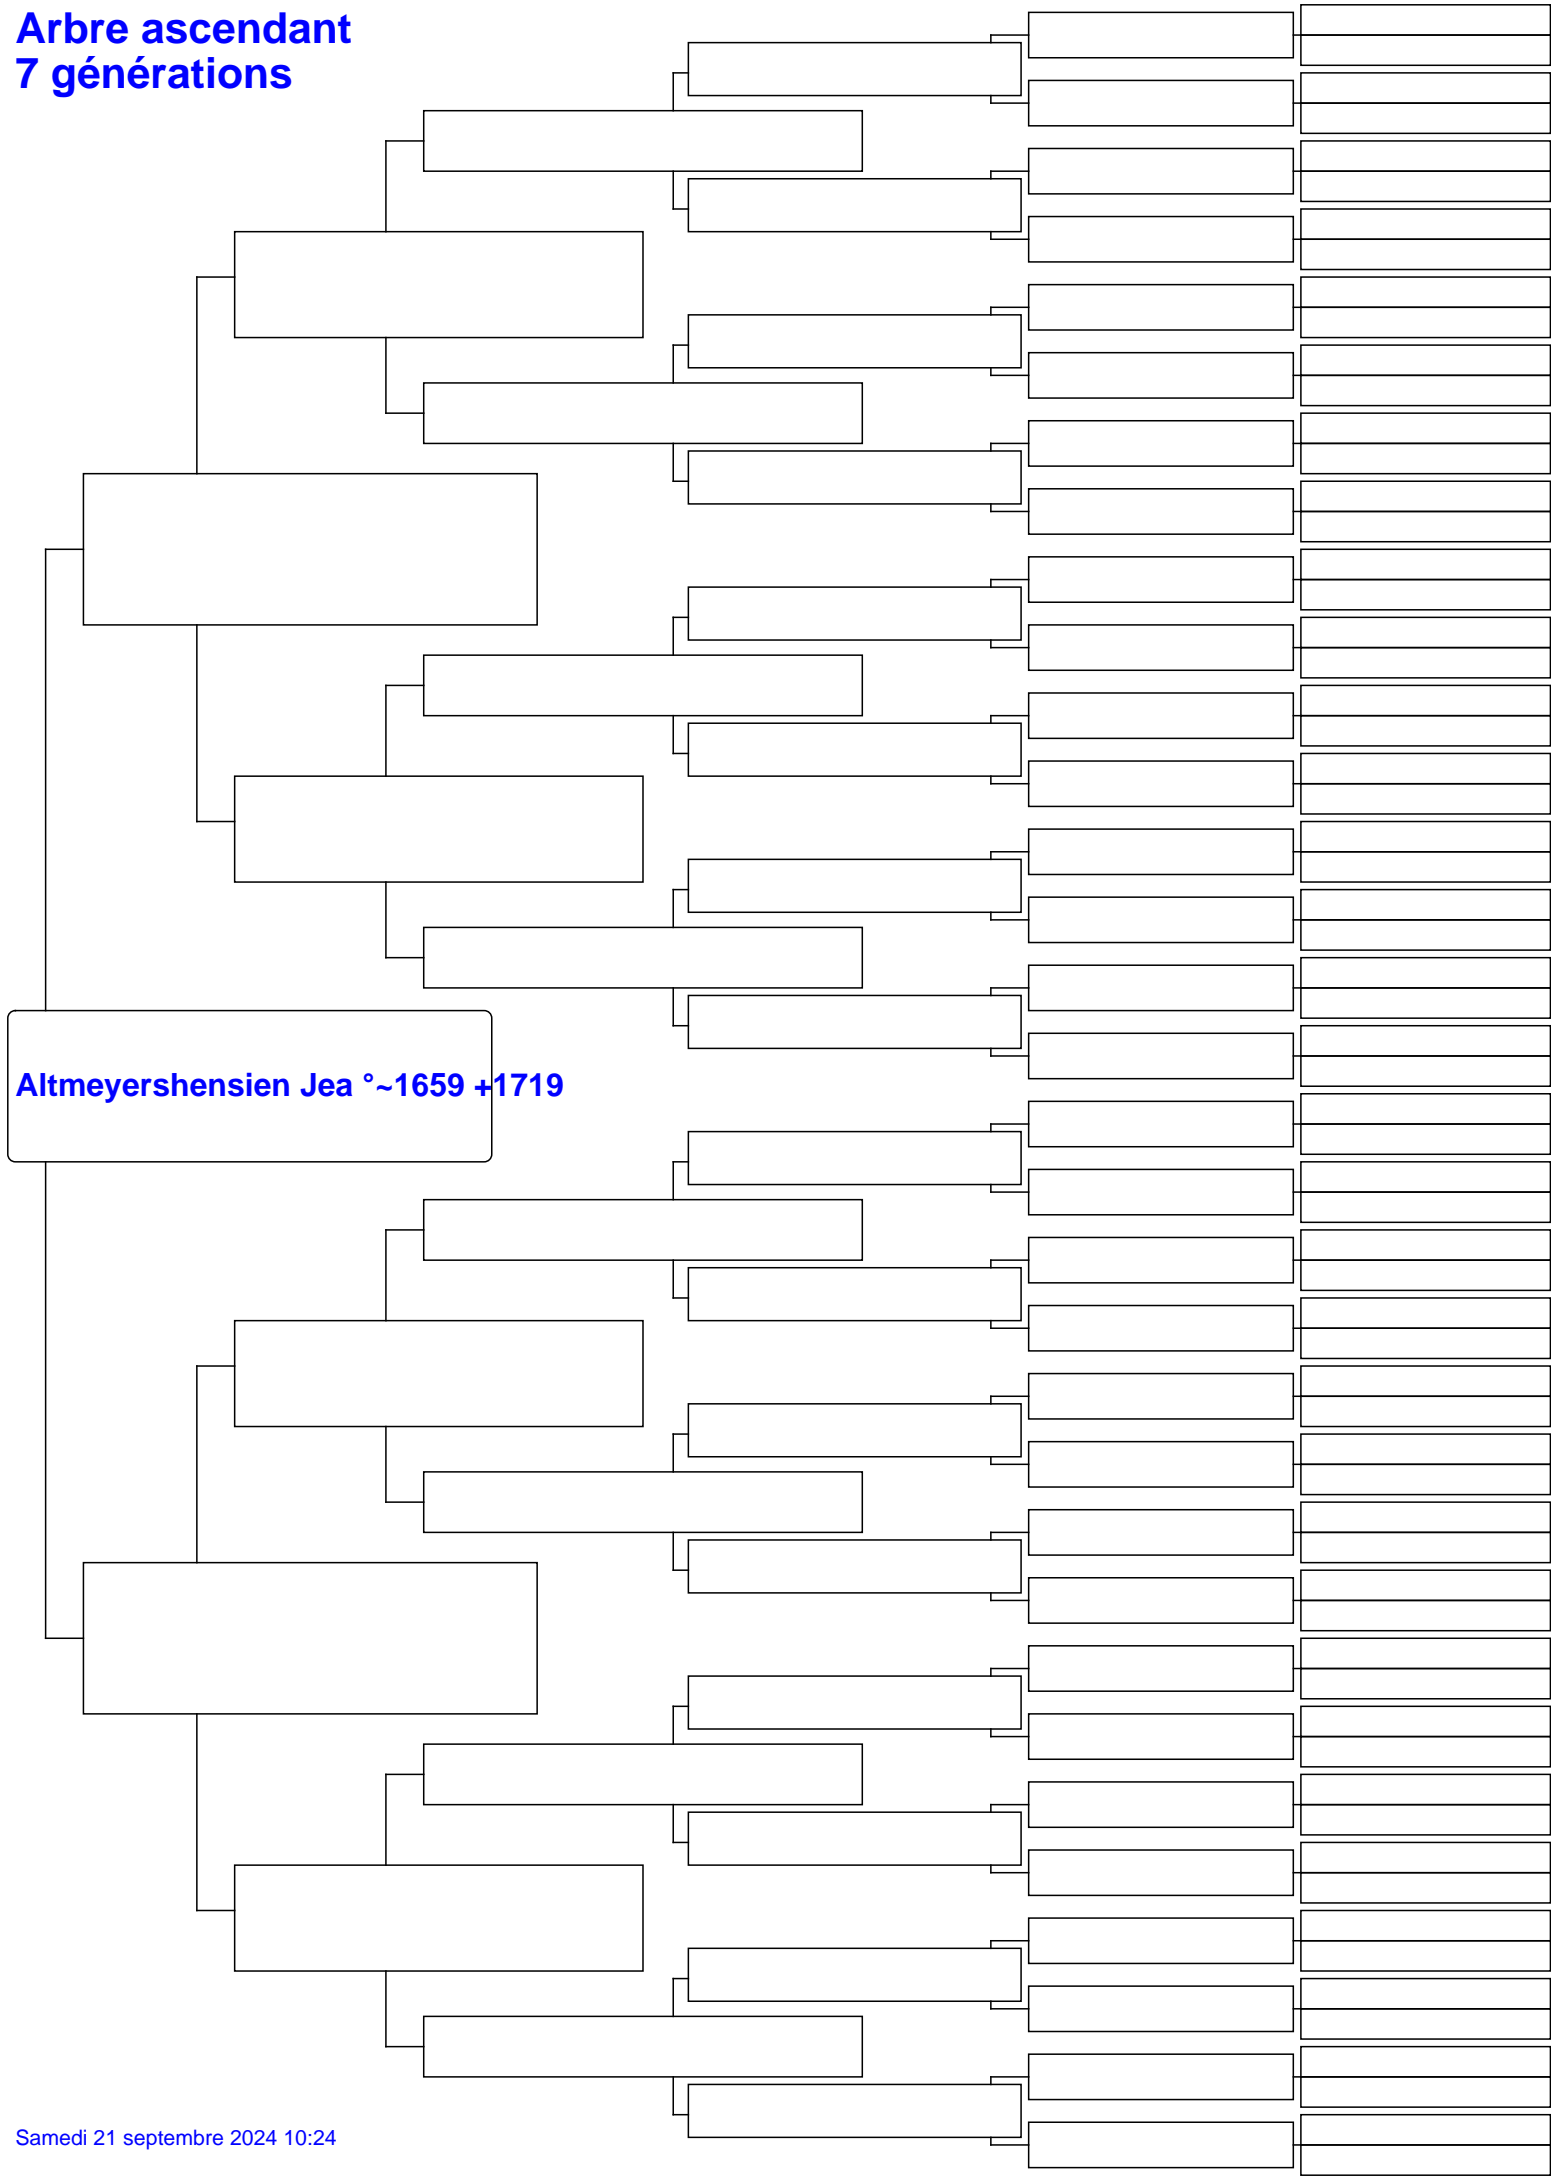 Arbre ascendant
7 générations
Altmeyershensien Jea °~1659 +1719
Samedi 21 septembre 2024 10:24